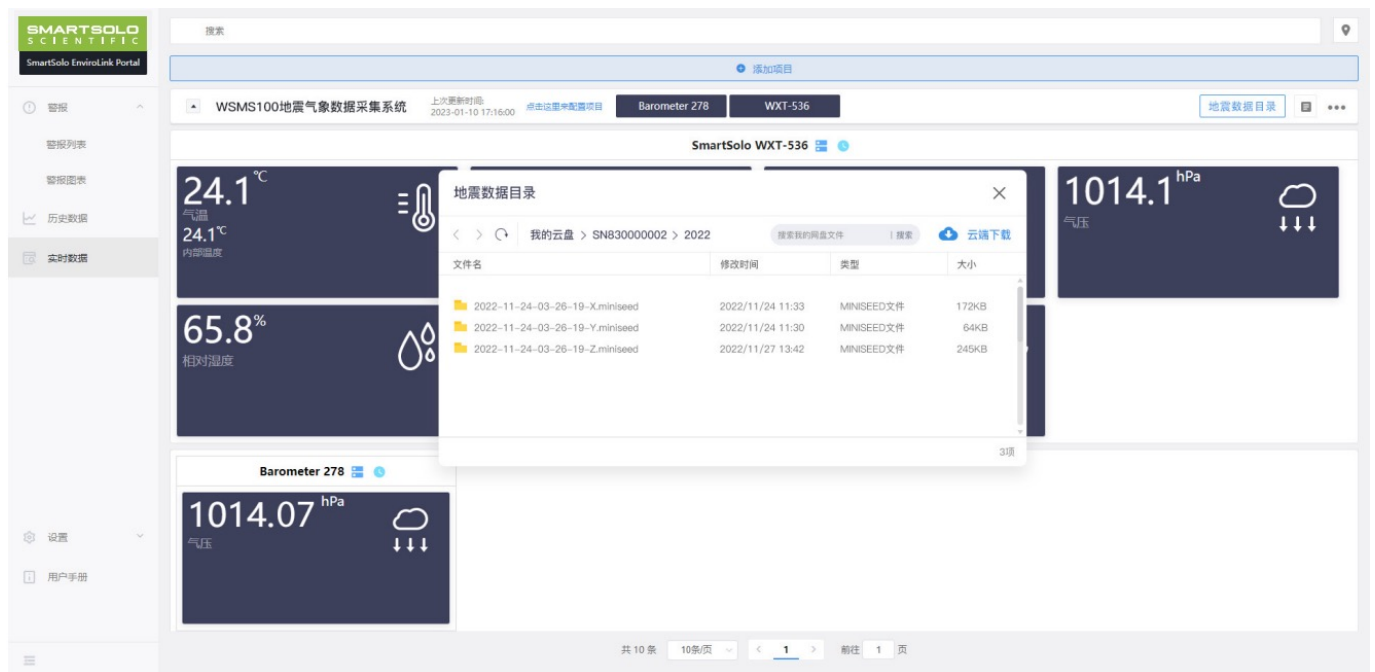 SMARTSOLO
SCIENTIFIC
SmartSolo EnviroLink Portal
搜索
添加项目
警报
警报列表
警报图表
历史数据
实时数据
设置
用户手册
WSMS100地震气象数据采集系统
上次更新时间:
2023-01-10 17:16:00
点击这里来配置项目
Barometer 278
WXT-536
地震数据目录
SmartSolo WXT-536
24.1℃
气温
24.1℃
内部温度
1014.1 hPa
气压
65.8%
相对湿度
地震数据目录
我的云盘 > SN830000002 > 2022
搜索我的网盘文件 | 搜索
云端下载
文件名 修改时间 类型 大小
2022-11-24-03-26-19-X.miniseed 2022/11/24 11:33 MINISEED文件 172KB
2022-11-24-03-26-19-Y.miniseed 2022/11/24 11:30 MINISEED文件 64KB
2022-11-24-03-26-19-Z.miniseed 2022/11/27 13:42 MINISEED文件 245KB
3项
Barometer 278
1014.07 hPa
气压
共 10 条 10条/页 < 1 > 前往 1 页